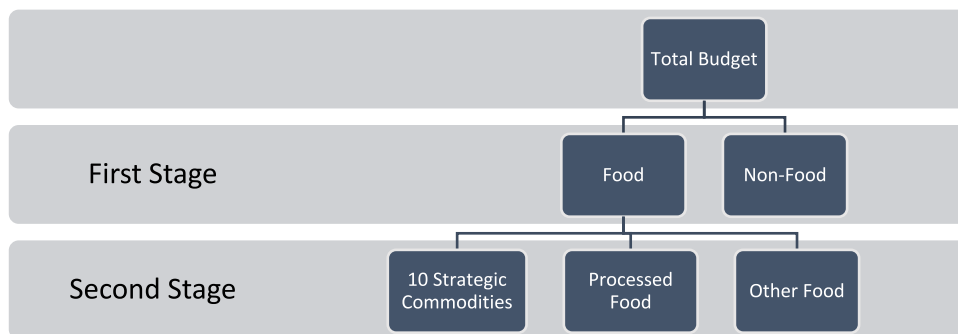 Total Budget
First Stage
Food
Non-Food
Second Stage
10 Strategic
Commodities
Processed
Food
Other Food